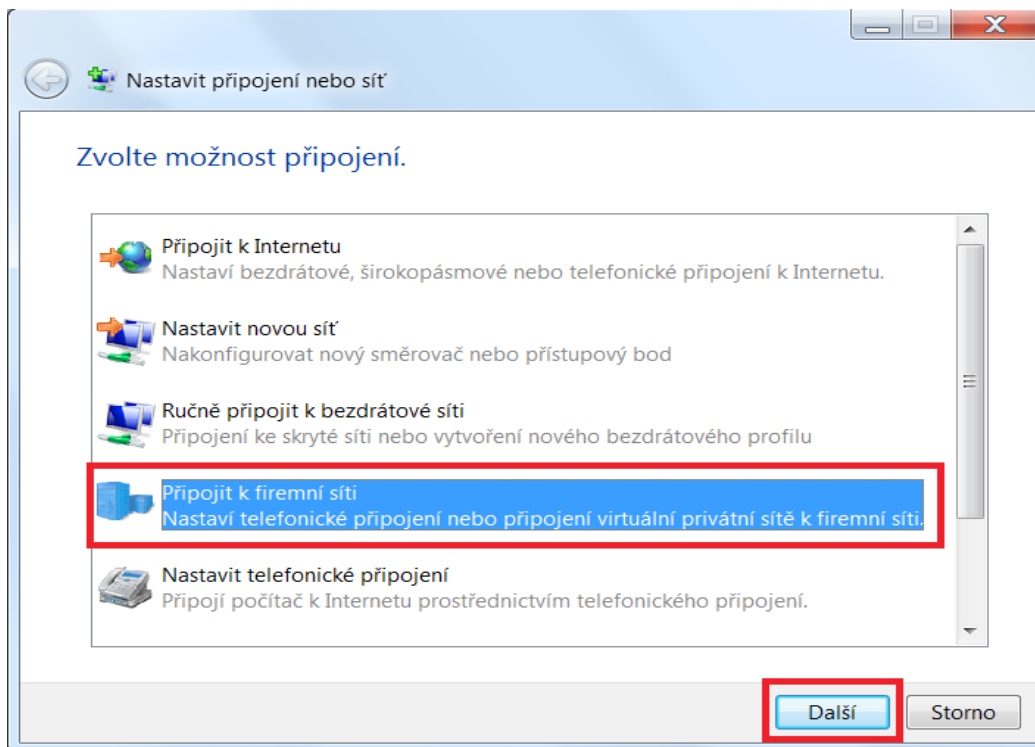 Nastavit připojení nebo síť
Zvolte možnost připojení.
Připojit k Internetu
Nastaví bezdrátové, širokopásmové nebo telefonické připojení k Internetu.
Nastavit novou síť
Nakonfigurovat nový směrovač nebo přístupový bod
Ručně připojit k bezdrátové síti
Připojení ke skryté síti nebo vytvoření nového bezdrátového profilu
Připojit k firemní síti
Nastaví telefonické připojení nebo připojení virtuální privátní sítě k firemní síti.
Nastavit telefonické připojení
Připojí počítač k Internetu prostřednictvím telefonického připojení.
Další
Storno